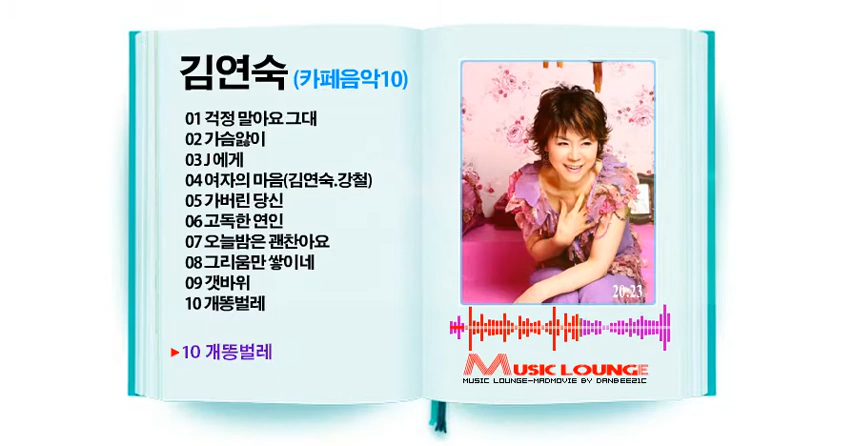 김연숙 (카페음악10)
01 걱정 말아요 그대
02 가슴앓이
03 J 에게
04 여자의 마음(김연숙.강철)
05 가버린 당신
06 고독한 연인
07 오늘밤은 괜찬아요
08 그리움만 쌓이네
09 갯바위
10 개똥벌레
▶10 개똥벌레
20:23
MUSIC LOUNGE
MUSIC LOUNGE-MADMOVIE BY DANBEE21C